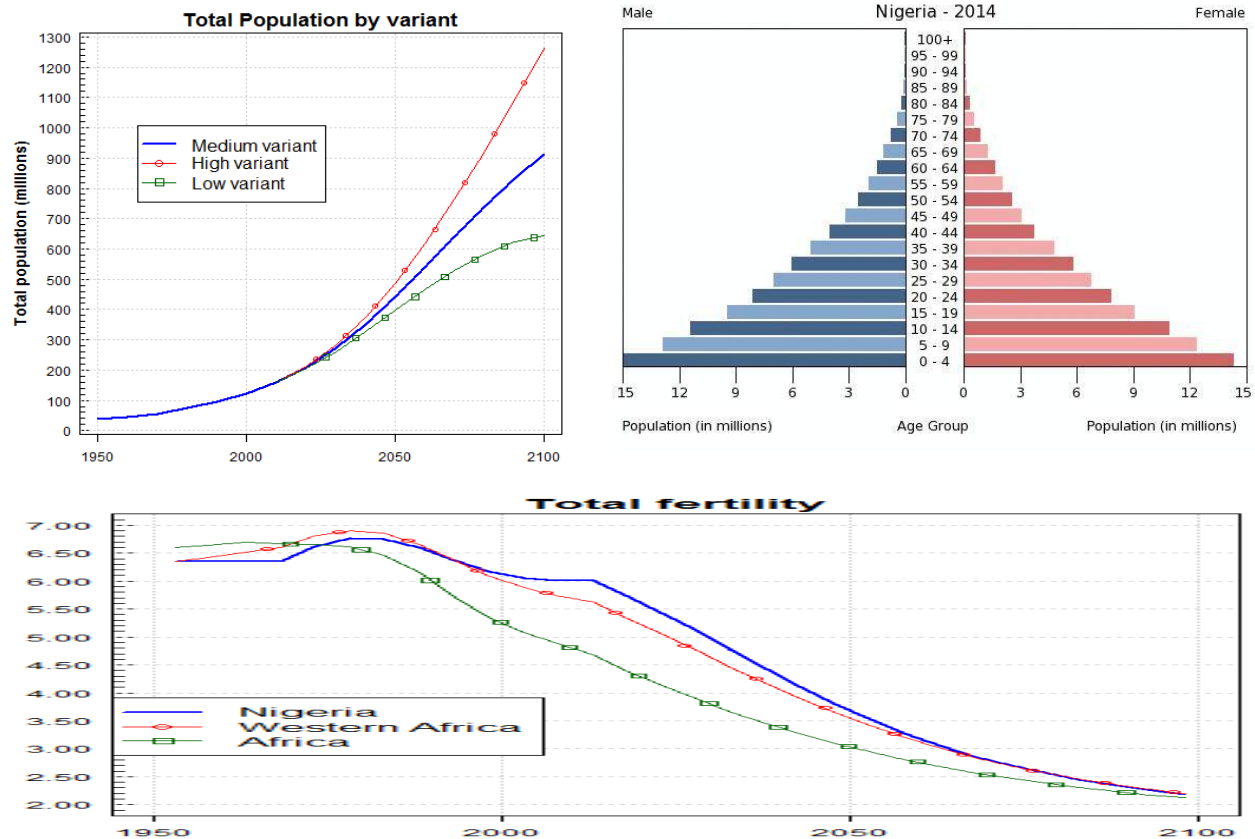 Total Population by variant
Total population (millions)
1300
1200
1100
1000
900
800
700
600
500
400
300
200
100
0
Medium variant
High variant
Low variant
1950 2000 2050 2100
Male Nigeria - 2014 Female
100+
95 - 99
90 - 94
85 - 89
80 - 84
75 - 79
70 - 74
65 - 69
60 - 64
55 - 59
50 - 54
45 - 49
40 - 44
35 - 39
30 - 34
25 - 29
20 - 24
15 - 19
10 - 14
5 - 9
0 - 4
15 12 9 6 3 0 0 3 6 9 12 15
Population (in millions) Age Group Population (in millions)
Total fertility
7.00
6.50
6.00
5.50
5.00
4.50
4.00
3.50
3.00
2.50
2.00
Nigeria
Western Africa
Africa
1950 2000 2050 2100